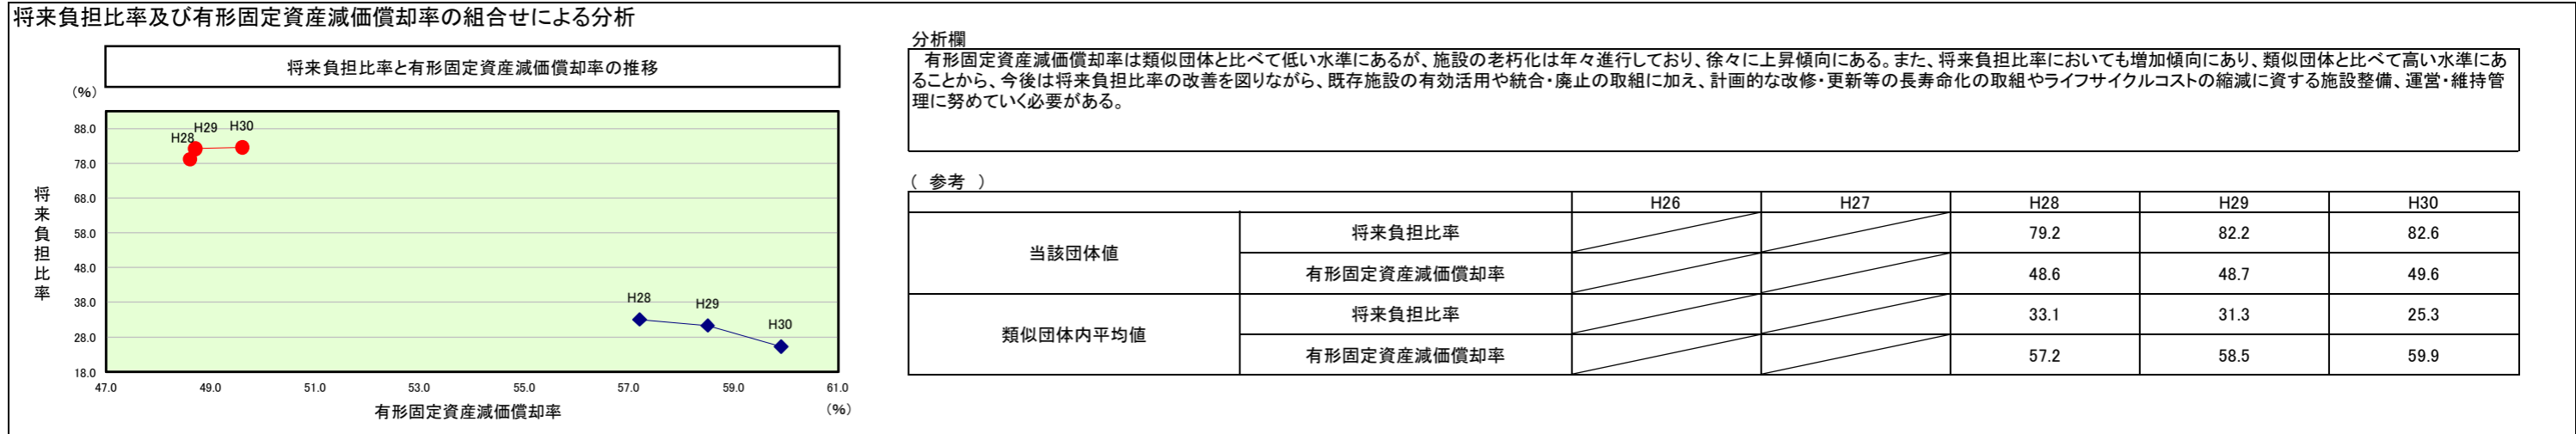 将来負担比率及び有形固定資産減価償却率の組合せによる分析
将来負担比率と有形固定資産減価償却率の推移
(%)
88.0
78.0
68.0
58.0
48.0
38.0
28.0
18.0
将来負担比率
H28
H29
H30
H28
H29
H30
47.0 49.0 51.0 53.0 55.0 57.0 59.0 61.0
有形固定資産減価償却率
(%)
分析欄
有形固定資産減価償却率は類似団体と比べて低い水準にあるが、施設の老朽化は年々進行しており、徐々に上昇傾向にある。また、将来負担比率においても増加傾向にあり、類似団体と比べて高い水準にあ
ることから、今後は将来負担比率の改善を図りながら、既存施設の有効活用や統合・廃止の取組に加え、計画的な改修・更新等の長寿命化の取組やライフサイクルコストの縮減に資する施設整備、運営・維持管
理に努めていく必要がある。
( 参考 )
H26 H27 H28 H29 H30
当該団体値
将来負担比率 79.2 82.2 82.6
有形固定資産減価償却率 48.6 48.7 49.6
類似団体内平均値
将来負担比率 33.1 31.3 25.3
有形固定資産減価償却率 57.2 58.5 59.9